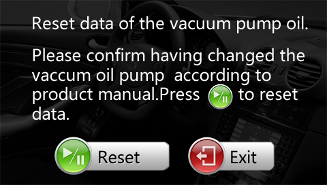 Reset data of the vacuum pump oil.
Please confirm having changed the
vaccum oil pump according to
product manual.Press to reset
data.
Reset
Exit